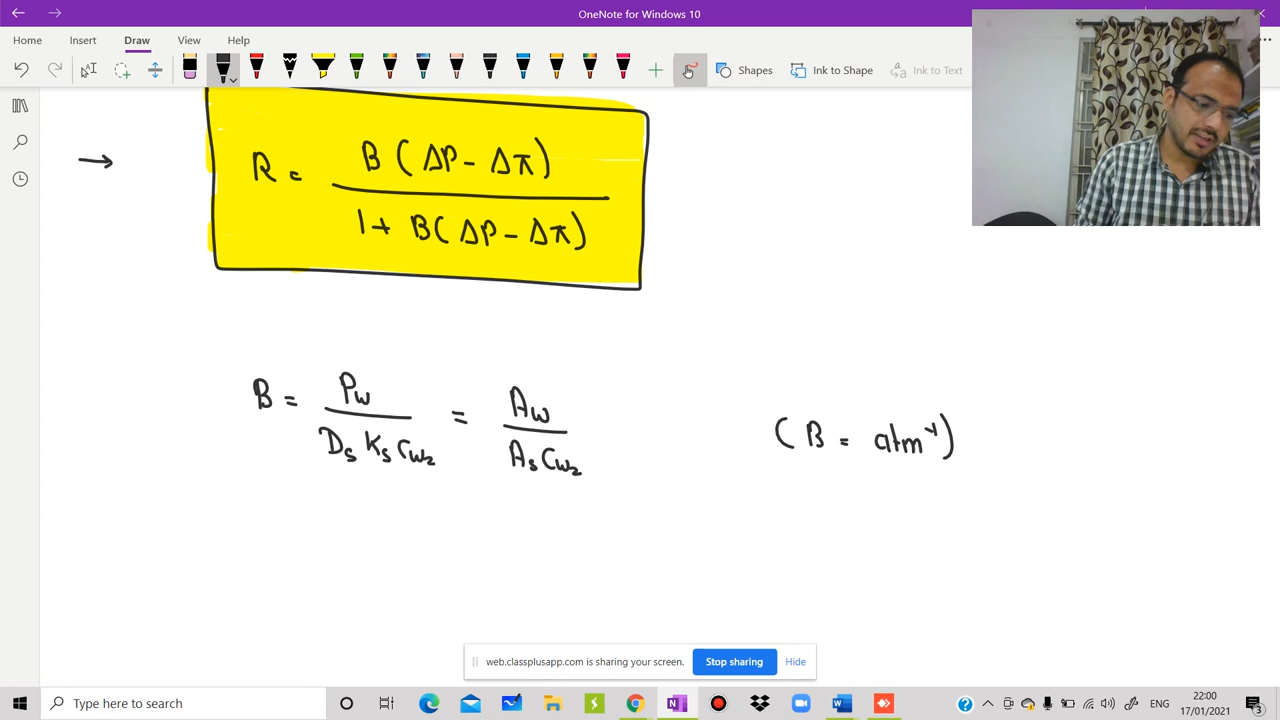 OneNote for Windows 10
Home Insert Draw View Help
Shapes Ink to Shape Ink to Text
→ R = B (ΔP - Δπ) / 1 + B (ΔP - Δπ)
B = Pw / Ds Ks Cw2 = Aw / As Cw2 (B = atm⁻¹)
web.classplusapp.com is sharing your screen. Stop sharing Hide
Type here to search
ENG
22:00
17/01/2021
3